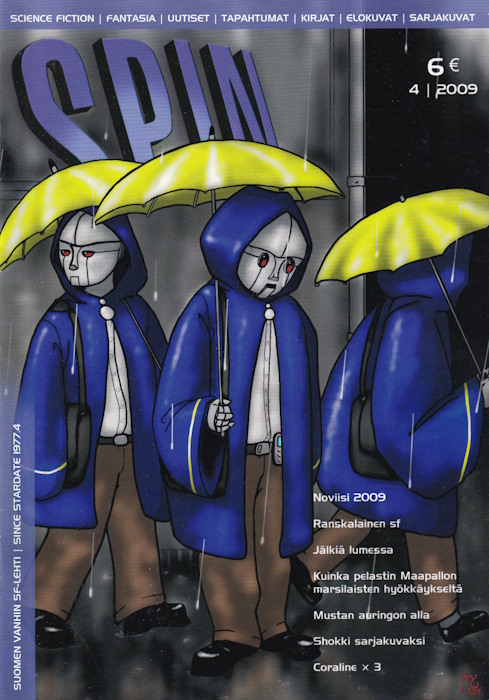 SCIENCE FICTION | FANTASIA | UUTISET | TAPAHTUMAT | KIRJAT | ELOKUVAT | SARJAKUVAT
SPIN
6 €
4 | 2009
Noviisi 2009
Ranskalainen sf
Jälkiä lumessa
Kuinka pelastin Maapallon
marsilaisten hyökkäykseltä
Mustan auringon alla
Shokki sarjakuvaksi
Coraline × 3
SUOMEN VANHIN SF-LEHTI | SINCE STARDATE 1977.4